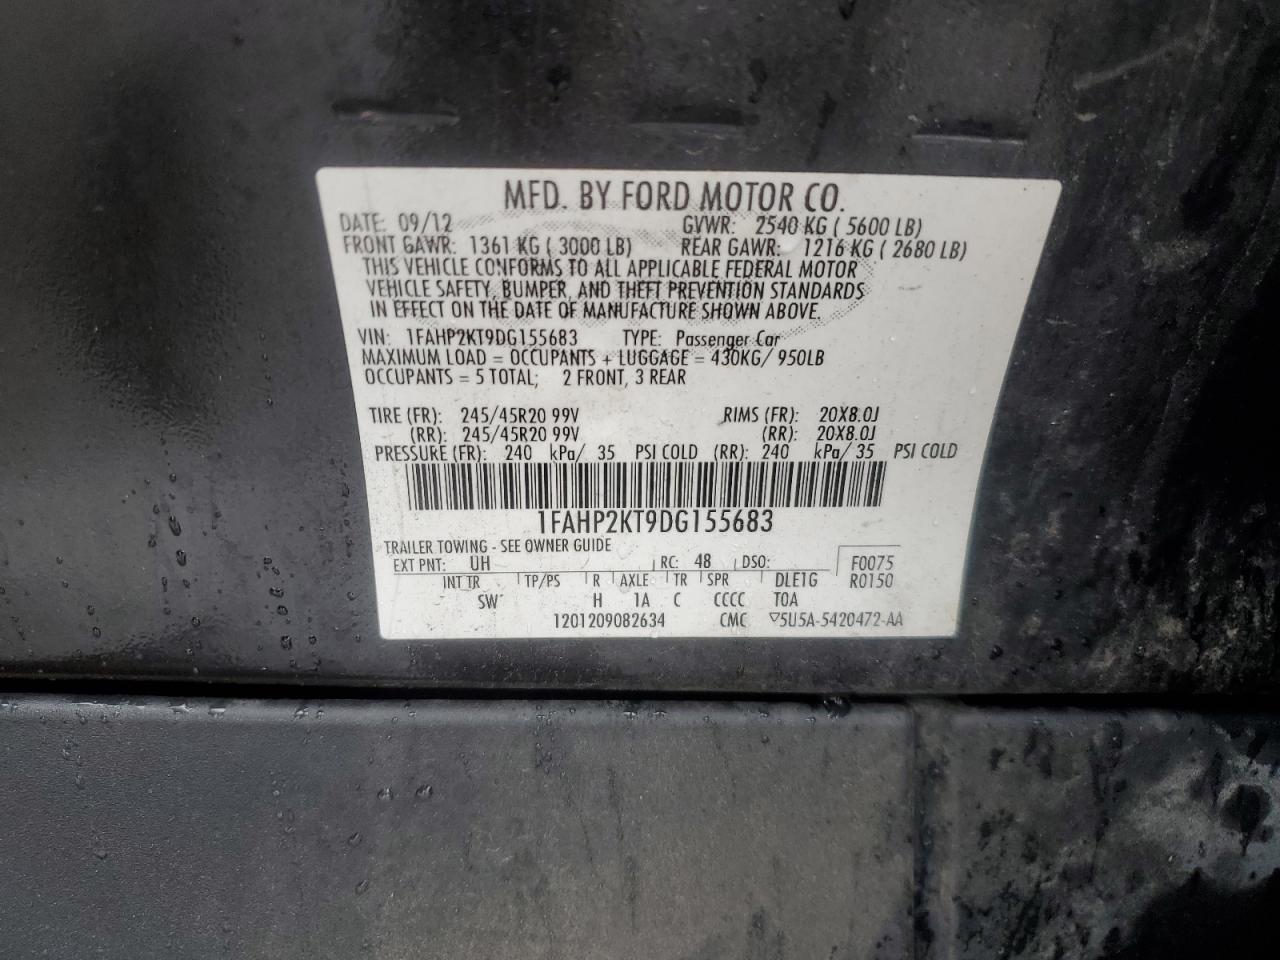 MFD. BY FORD MOTOR CO.
DATE: 09/12 GVWR: 2540 KG ( 5600 LB)
FRONT GAWR: 1361 KG ( 3000 LB) REAR GAWR: 1216 KG ( 2680 LB)
THIS VEHICLE CONFORMS TO ALL APPLICABLE FEDERAL MOTOR
VEHICLE SAFETY, BUMPER, AND THEFT PREVENTION STANDARDS
IN EFFECT ON THE DATE OF MANUFACTURE SHOWN ABOVE.
VIN: 1FAHP2KT9DG155683 TYPE: Passenger Car
MAXIMUM LOAD = OCCUPANTS + LUGGAGE = 430KG/ 950LB
OCCUPANTS = 5 TOTAL; 2 FRONT, 3 REAR
TIRE (FR): 245/45R20 99V RIMS (FR): 20X8.0J
(RR): 245/45R20 99V (RR): 20X8.0J
PRESSURE (FR): 240 kPa/ 35 PSI COLD (RR): 240 kPa/ 35 PSI COLD
1FAHP2KT9DG155683
TRAILER TOWING - SEE OWNER GUIDE
EXT PNT: UH RC: 48 DSO: F0075
INT TR TP/PS R AXLE TR SPR DLE1G R0150
SW H 1A C CCCC TOA
1201209082634 CMC ▽5U5A-5420472-AA